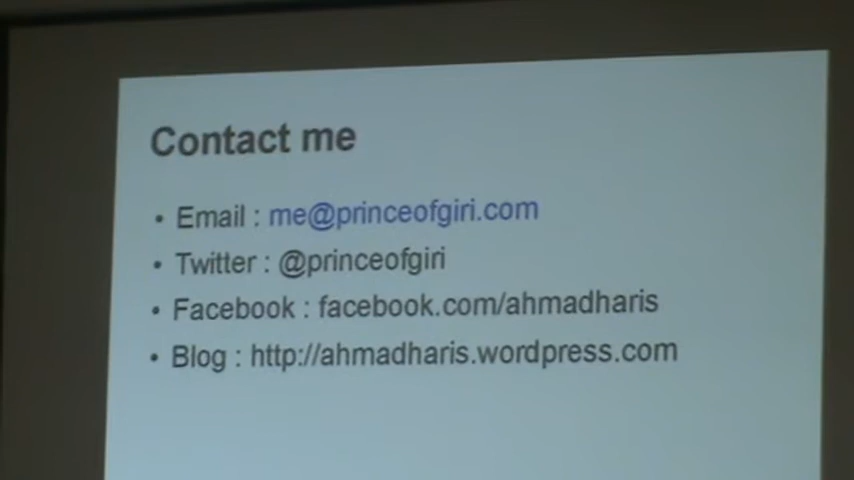 Contact me
• Email : me@princeofgiri.com
• Twitter : @princeofgiri
• Facebook : facebook.com/ahmadharis
• Blog : http://ahmadharis.wordpress.com